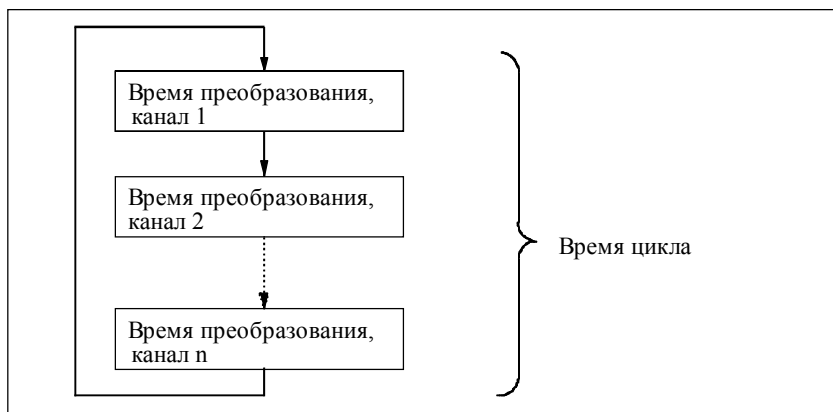 Время преобразования,
канал 1
Время преобразования,
канал 2
Время цикла
Время преобразования,
канал n